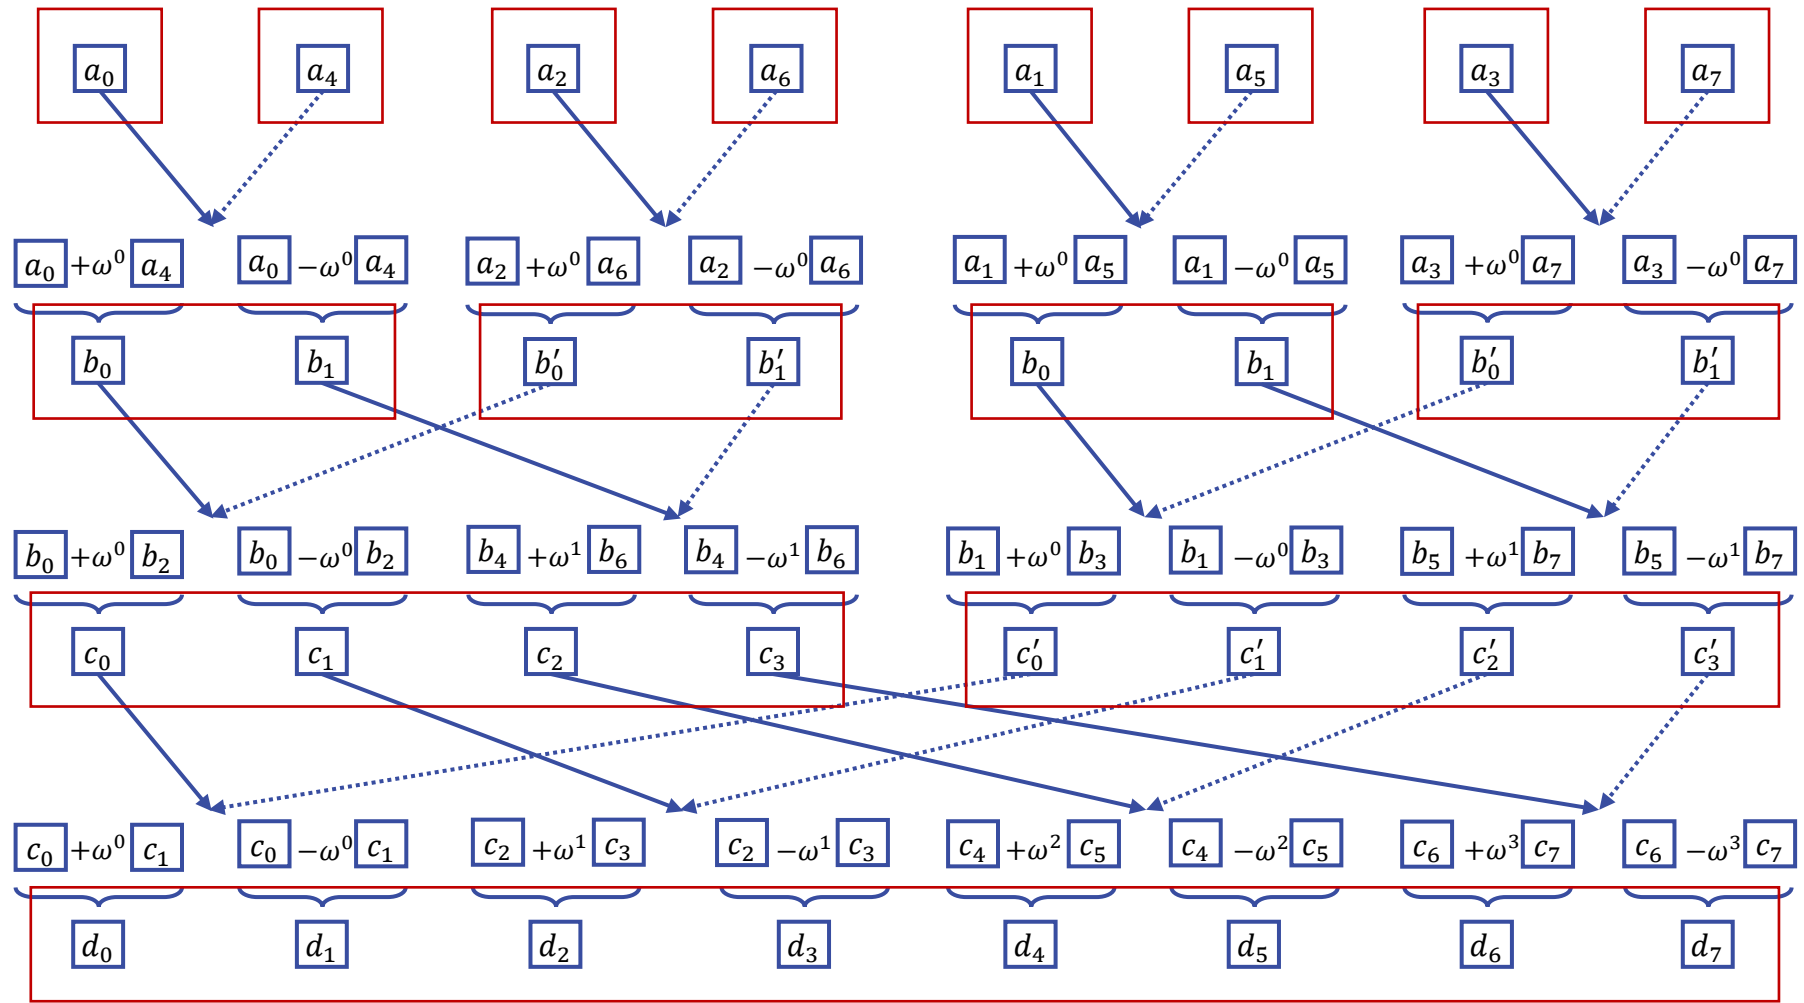 a₀ a₄ a₂ a₆ a₁ a₅ a₃ a₇
a₀ +ω⁰ a₄ a₀ −ω⁰ a₄ a₂ +ω⁰ a₆ a₂ −ω⁰ a₆ a₁ +ω⁰ a₅ a₁ −ω⁰ a₅ a₃ +ω⁰ a₇ a₃ −ω⁰ a₇
b₀ b₁ b′₀ b′₁ b₀ b₁ b′₀ b′₁
b₀ +ω⁰ b₂ b₀ −ω⁰ b₂ b₄ +ω¹ b₆ b₄ −ω¹ b₆ b₁ +ω⁰ b₃ b₁ −ω⁰ b₃ b₅ +ω¹ b₇ b₅ −ω¹ b₇
c₀ c₁ c₂ c₃ c′₀ c′₁ c′₂ c′₃
c₀ +ω⁰ c₁ c₀ −ω⁰ c₁ c₂ +ω¹ c₃ c₂ −ω¹ c₃ c₄ +ω² c₅ c₄ −ω² c₅ c₆ +ω³ c₇ c₆ −ω³ c₇
d₀ d₁ d₂ d₃ d₄ d₅ d₆ d₇